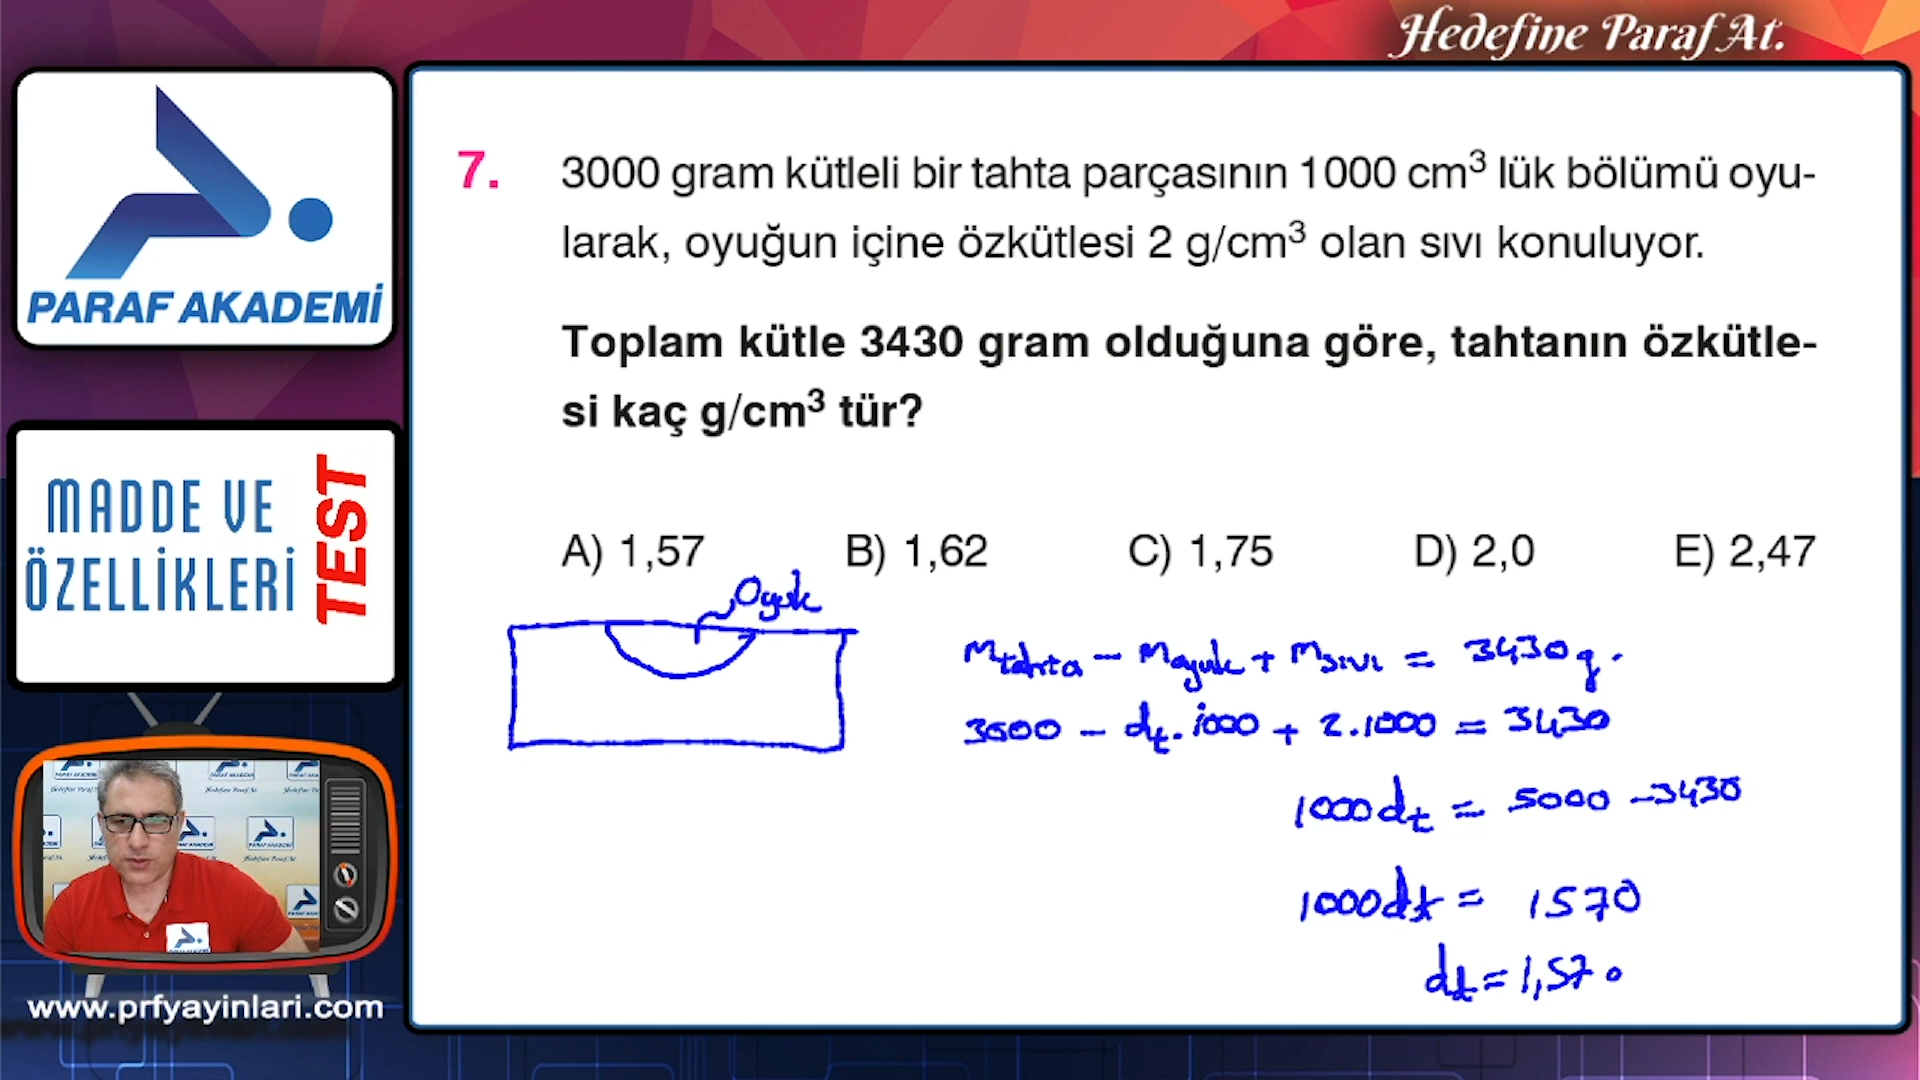 Hedefine Paraf At.
PARAF AKADEMİ
MADDE VE
ÖZELLİKLERİ
TEST
www.prfyayinlari.com
7. 3000 gram kütleli bir tahta parçasının 1000 cm³ lük bölümü oyu-
larak, oyuğun içine özkütlesi 2 g/cm³ olan sıvı konuluyor.
Toplam kütle 3430 gram olduğuna göre, tahtanın özkütle-
si kaç g/cm³ tür?
A) 1,57 B) 1,62 C) 1,75 D) 2,0 E) 2,47
Oyuk
mtahta - moyuk + msıvı = 3430 g.
3000 - dt.1000 + 2.1000 = 3430
1000dt = 5000 - 3430
1000dt = 1570
dt = 1,570